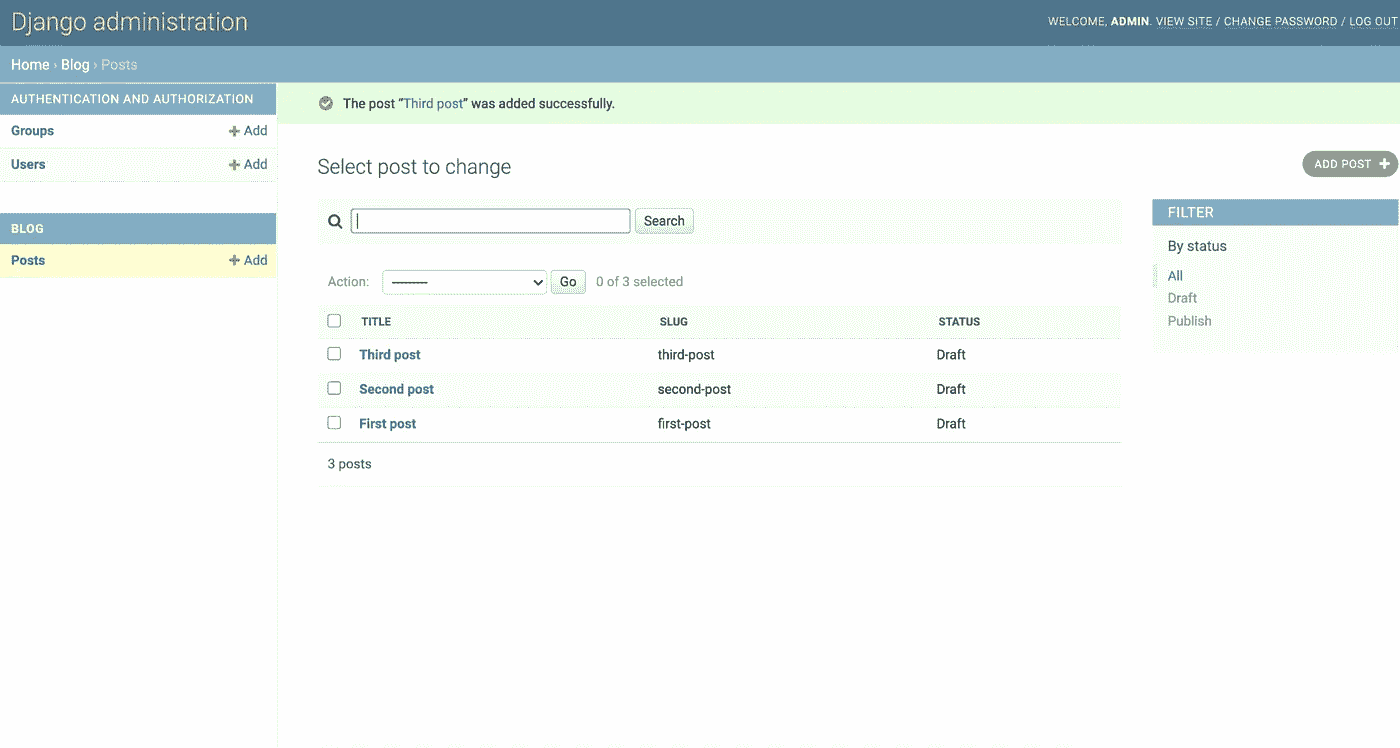 Django administration
WELCOME, ADMIN. VIEW SITE / CHANGE PASSWORD / LOG OUT
Home › Blog › Posts
AUTHENTICATION AND AUTHORIZATION
Groups
+ Add
Users
+ Add
BLOG
Posts
+ Add
The post “Third post” was added successfully.
Select post to change
ADD POST +
Search
Action:
---------
Go
0 of 3 selected
TITLE SLUG STATUS
Third post third-post Draft
Second post second-post Draft
First post first-post Draft
3 posts
FILTER
By status
All
Draft
Publish